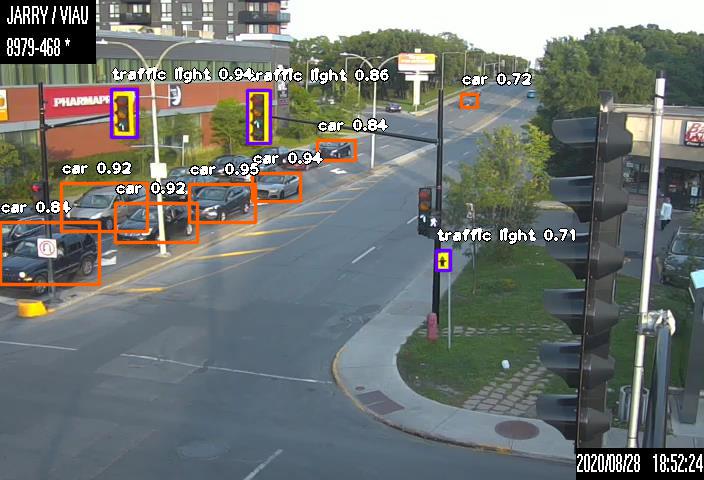 JARRY / VIAU
8979-468 *
traffic light 0.94
traffic light 0.86
car 0.72
PHARMAPR
car 0.84
car 0.94
car 0.92
car 0.95
car 0.92
car 0.84
traffic light 0.71
2020/08/28 18:52:24